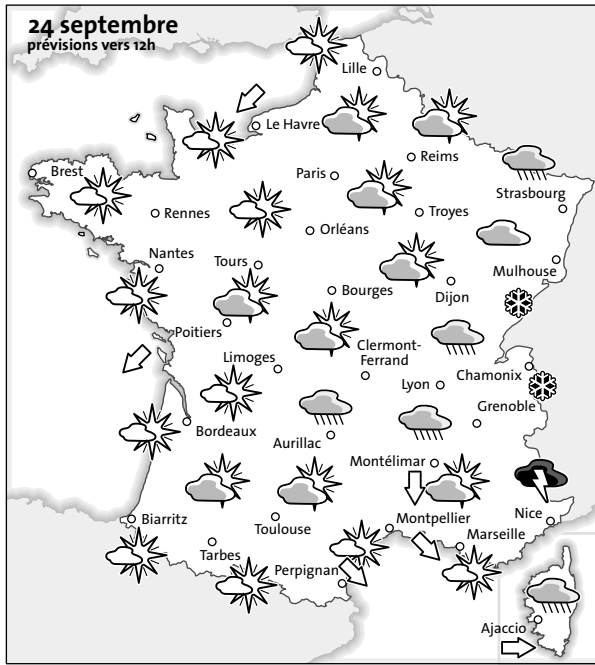 24 septembre
prévisions vers 12h
Lille
Le Havre
Reims
Brest
Paris
Strasbourg
Rennes
Troyes
Orléans
Nantes
Tours
Mulhouse
Bourges
Dijon
Poitiers
Clermont-
Ferrand
Limoges
Lyon
Chamonix
Grenoble
Bordeaux
Aurillac
Montélimar
Biarritz
Toulouse
Montpellier
Nice
Marseille
Tarbes
Perpignan
Ajaccio